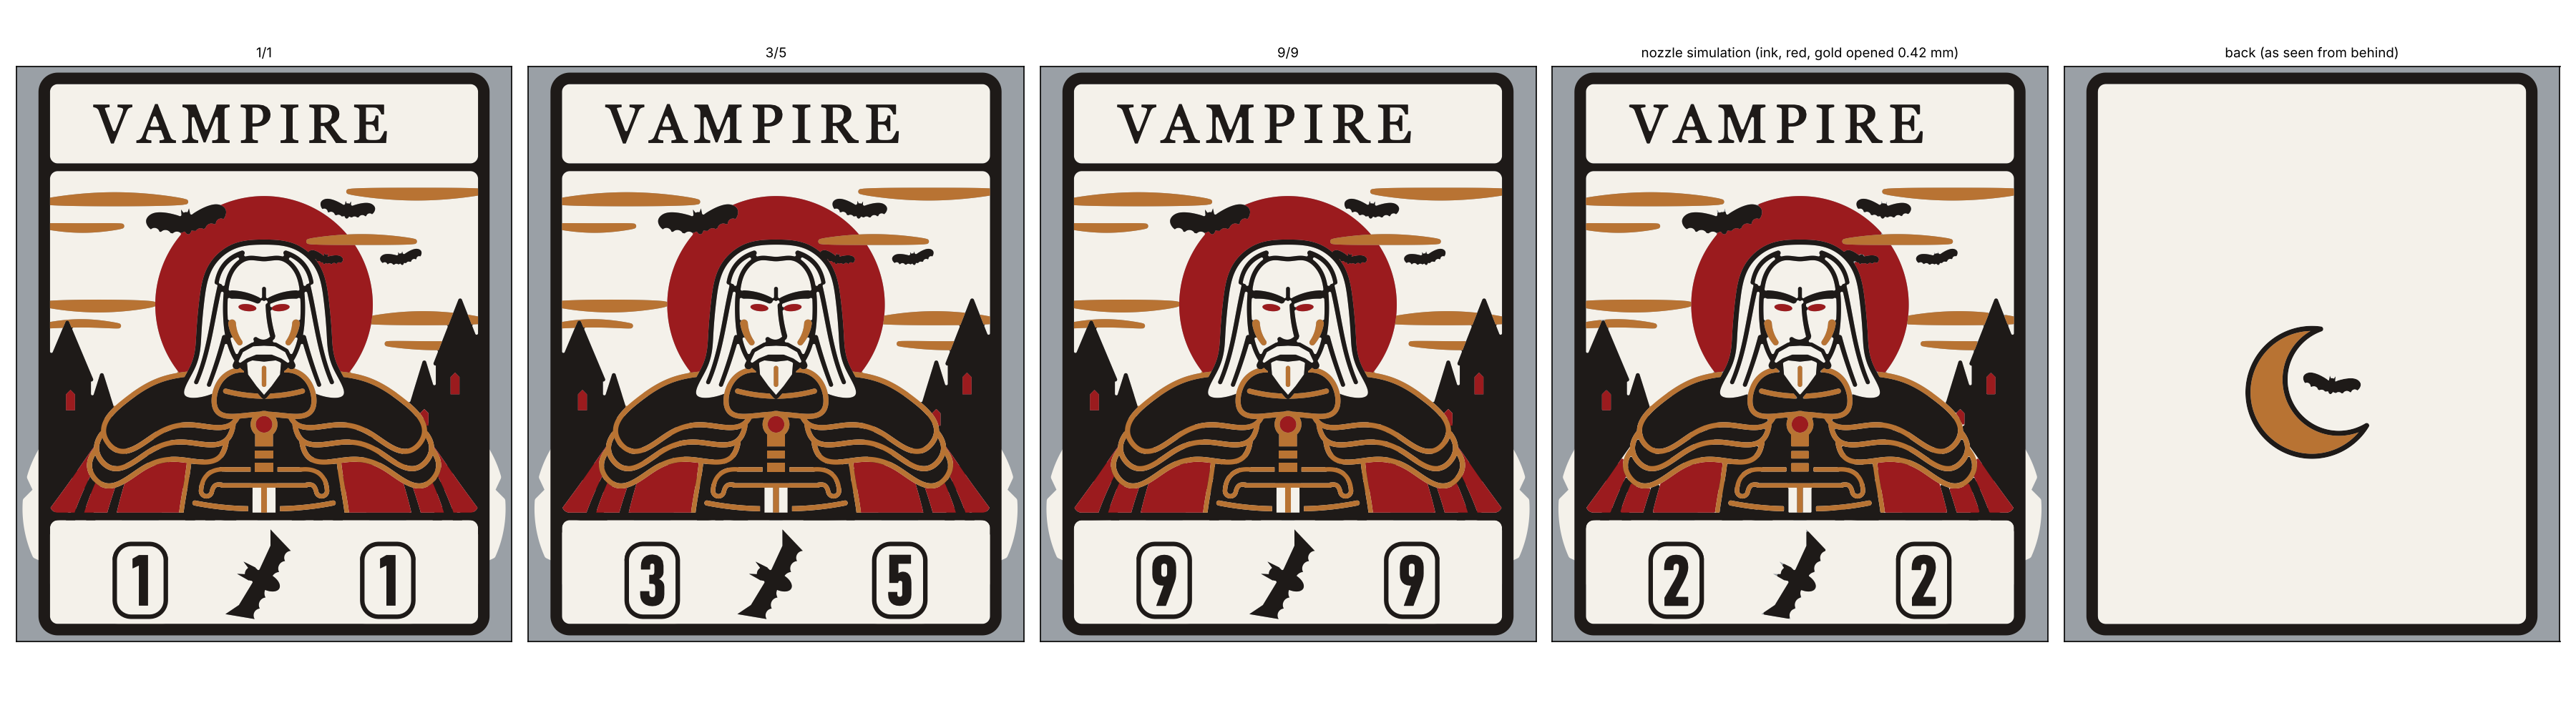 1/1
3/5
9/9
nozzle simulation (ink, red, gold opened 0.42 mm)
back (as seen from behind)
VAMPIRE
VAMPIRE
VAMPIRE
VAMPIRE
1 1
3 5
9 9
2 2